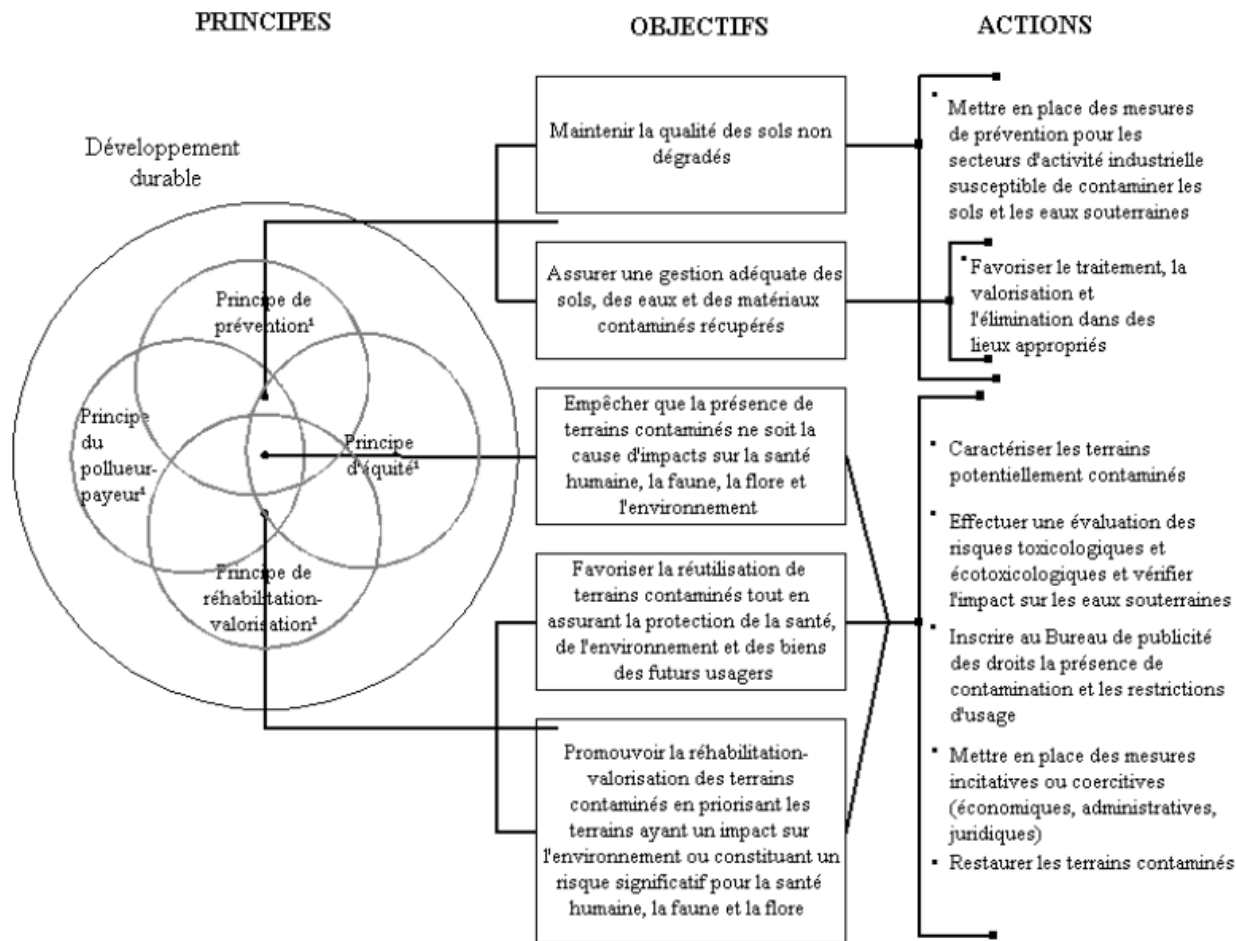 PRINCIPES
OBJECTIFS
ACTIONS
Développement
durable
Principe de
prévention¹
Principe
du
pollueur-
payeur¹
Principe
d'équité¹
Principe de
réhabilitation-
valorisation¹
Maintenir la qualité des sols non
dégradés
Assurer une gestion adéquate des
sols, des eaux et des matériaux
contaminés récupérés
Empêcher que la présence de
terrains contaminés ne soit la
cause d'impacts sur la santé
humaine, la faune, la flore et
l'environnement
Favoriser la réutilisation de
terrains contaminés tout en
assurant la protection de la santé,
de l'environnement et des biens
des futurs usagers
Promouvoir la réhabilitation-
valorisation des terrains
contaminés en priorisant les
terrains ayant un impact sur
l'environnement ou constituant un
risque significatif pour la santé
humaine, la faune et la flore
▪ Mettre en place des mesures
de prévention pour les
secteurs d'activité industrielle
susceptible de contaminer les
sols et les eaux souterraines
▪ Favoriser le traitement, la
valorisation et
l'élimination dans des
lieux appropriés
▪ Caractériser les terrains
potentiellement contaminés
▪ Effectuer une évaluation des
risques toxicologiques et
écotoxicologiques et vérifier
l'impact sur les eaux souterraines
▪ Inscrire au Bureau de publicité
des droits la présence de
contamination et les restrictions
d'usage
▪ Mettre en place des mesures
incitatives ou coercitives
(économiques, administratives,
juridiques)
▪ Restaurer les terrains contaminés